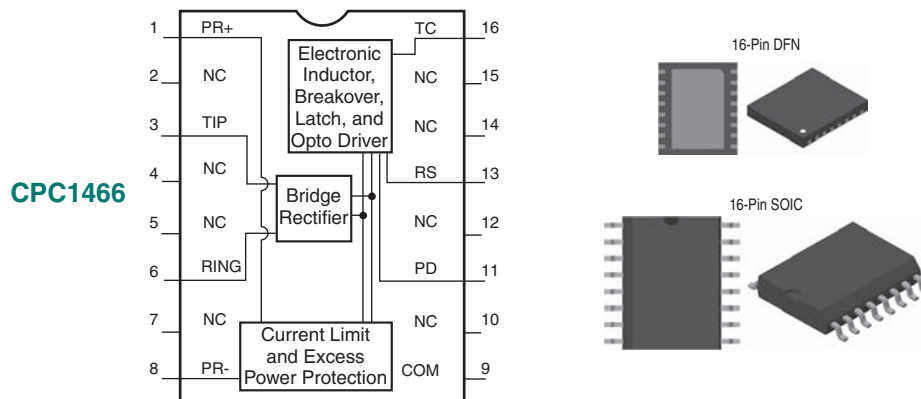 CPC1466
1 PR+
2 NC
3 TIP
4 NC
5 NC
6 RING
7 NC
8 PR-
TC 16
NC 15
NC 14
RS 13
NC 12
PD 11
NC 10
COM 9
Electronic
Inductor,
Breakover,
Latch, and
Opto Driver
Bridge
Rectifier
Current Limit
and Excess
Power Protection
16-Pin DFN
16-Pin SOIC